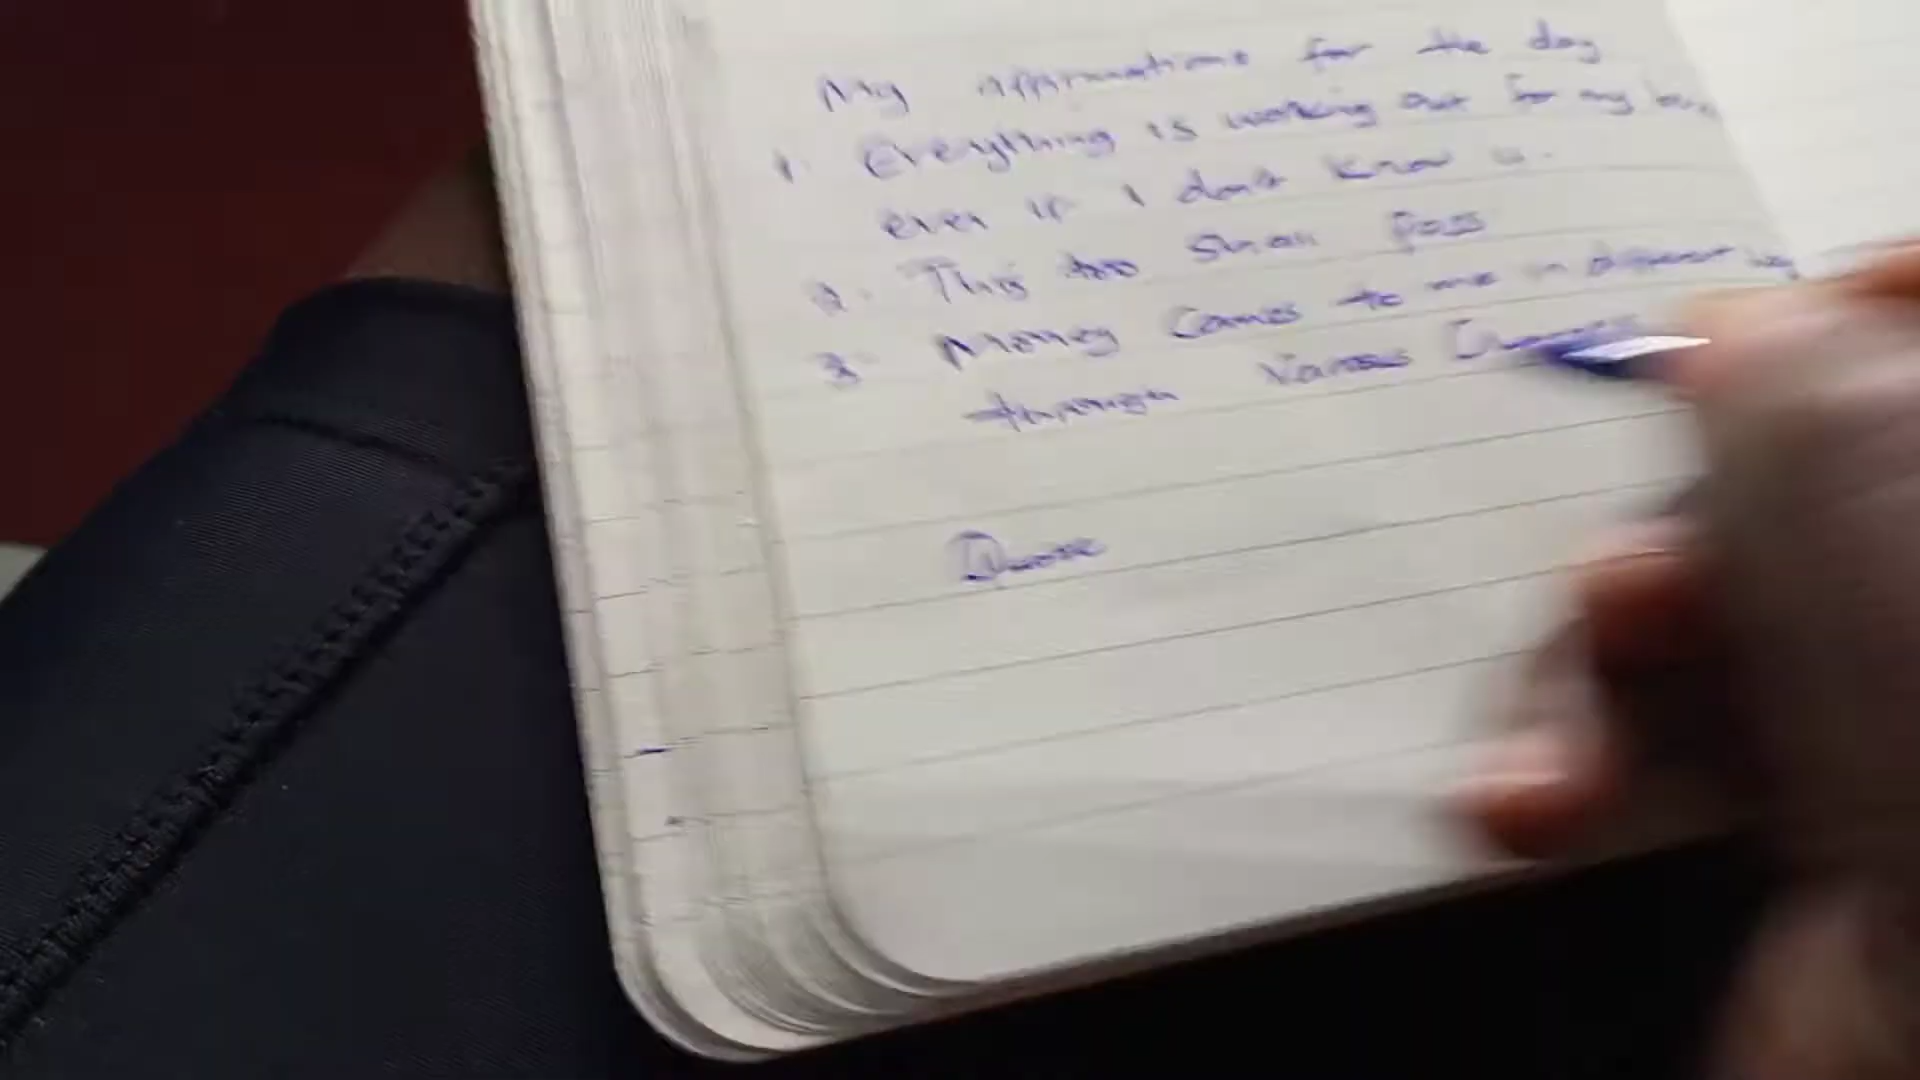 My affirmations for the day
1. Everything is working out for my
even if I don't know it.
2. This too shall pass
3. Money comes to me in different
through various